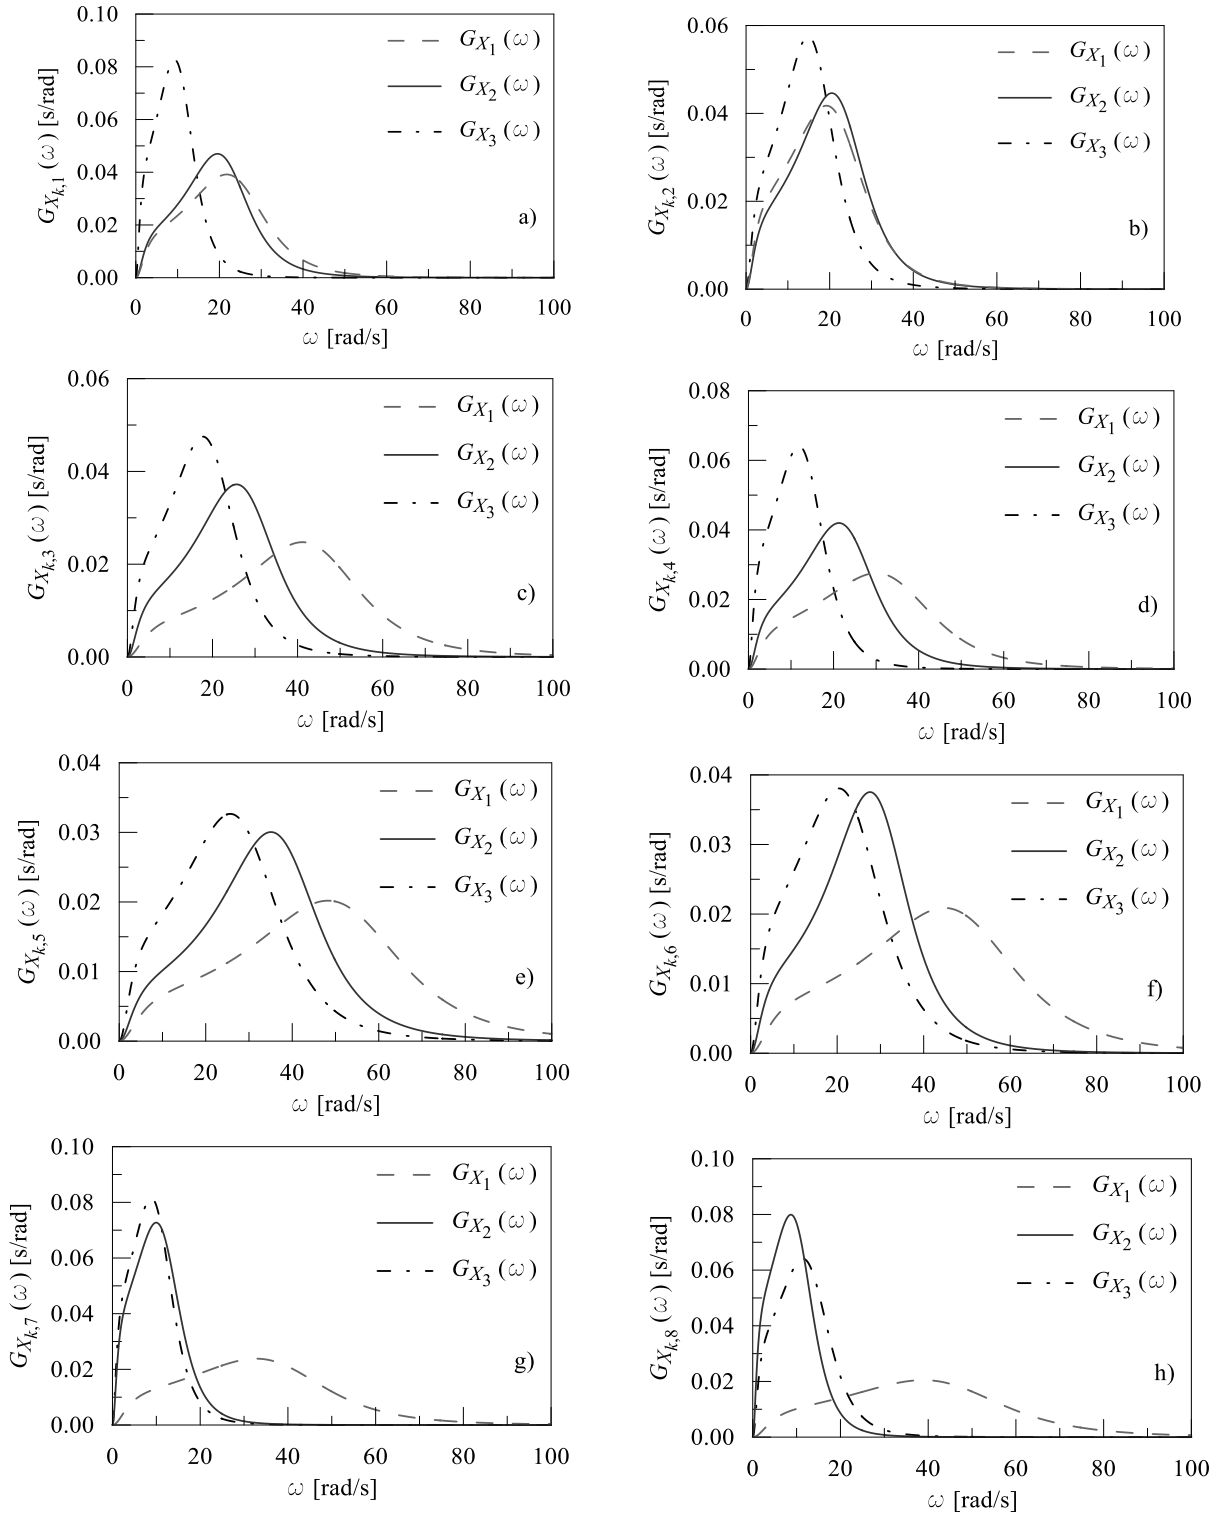 0.10
0.08
0.06
0.04
0.02
0.00
G_{X_{k,1}}(ω) [s/rad]
G_{X_1}(ω)
G_{X_2}(ω)
G_{X_3}(ω)
a)
0 20 40 60 80 100
ω [rad/s]
0.06
0.04
0.02
0.00
G_{X_{k,2}}(ω) [s/rad]
G_{X_1}(ω)
G_{X_2}(ω)
G_{X_3}(ω)
b)
0 20 40 60 80 100
ω [rad/s]
0.06
0.04
0.02
0.00
G_{X_{k,3}}(ω) [s/rad]
G_{X_1}(ω)
G_{X_2}(ω)
G_{X_3}(ω)
c)
0 20 40 60 80 100
ω [rad/s]
0.08
0.06
0.04
0.02
0.00
G_{X_{k,4}}(ω) [s/rad]
G_{X_1}(ω)
G_{X_2}(ω)
G_{X_3}(ω)
d)
0 20 40 60 80 100
ω [rad/s]
0.04
0.03
0.02
0.01
0.00
G_{X_{k,5}}(ω) [s/rad]
G_{X_1}(ω)
G_{X_2}(ω)
G_{X_3}(ω)
e)
0 20 40 60 80 100
ω [rad/s]
0.04
0.03
0.02
0.01
0.00
G_{X_{k,6}}(ω) [s/rad]
G_{X_1}(ω)
G_{X_2}(ω)
G_{X_3}(ω)
f)
0 20 40 60 80 100
ω [rad/s]
0.10
0.08
0.06
0.04
0.02
0.00
G_{X_{k,7}}(ω) [s/rad]
G_{X_1}(ω)
G_{X_2}(ω)
G_{X_3}(ω)
g)
0 20 40 60 80 100
ω [rad/s]
0.10
0.08
0.06
0.04
0.02
0.00
G_{X_{k,8}}(ω) [s/rad]
G_{X_1}(ω)
G_{X_2}(ω)
G_{X_3}(ω)
h)
0 20 40 60 80 100
ω [rad/s]